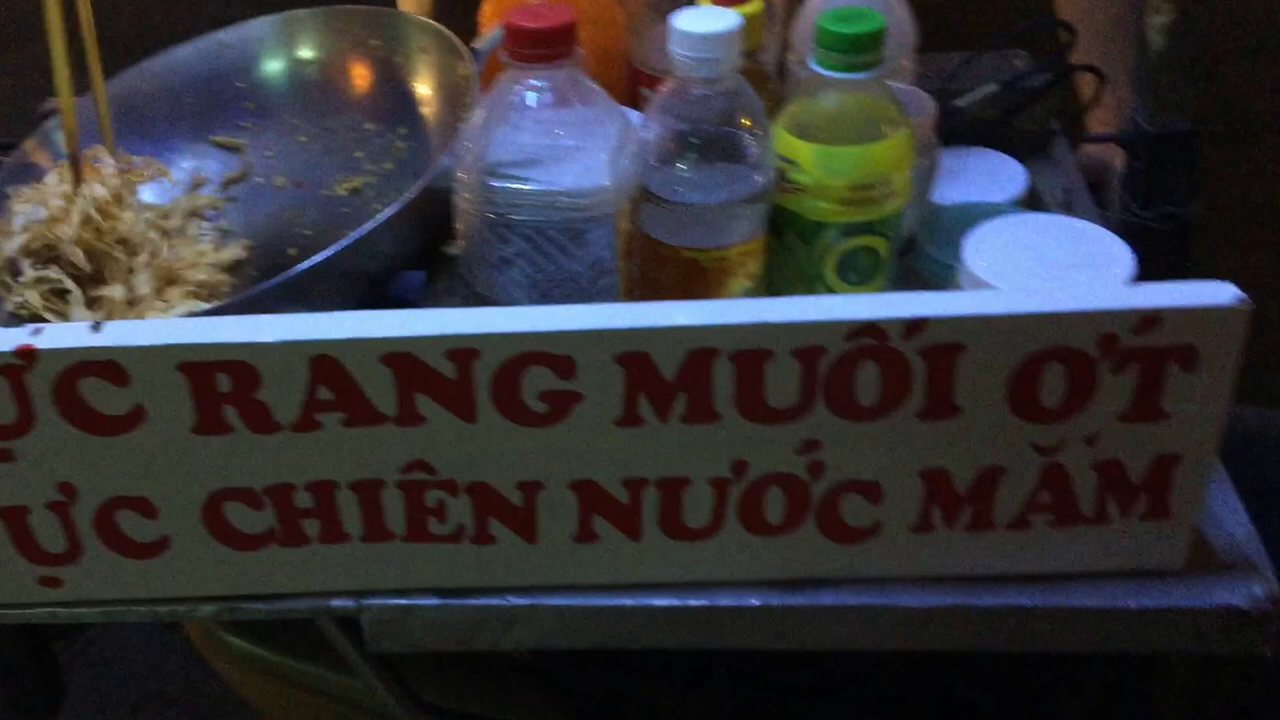 ỰC RANG MUỐI ỚT
ỰC CHIÊN NƯỚC MẮM